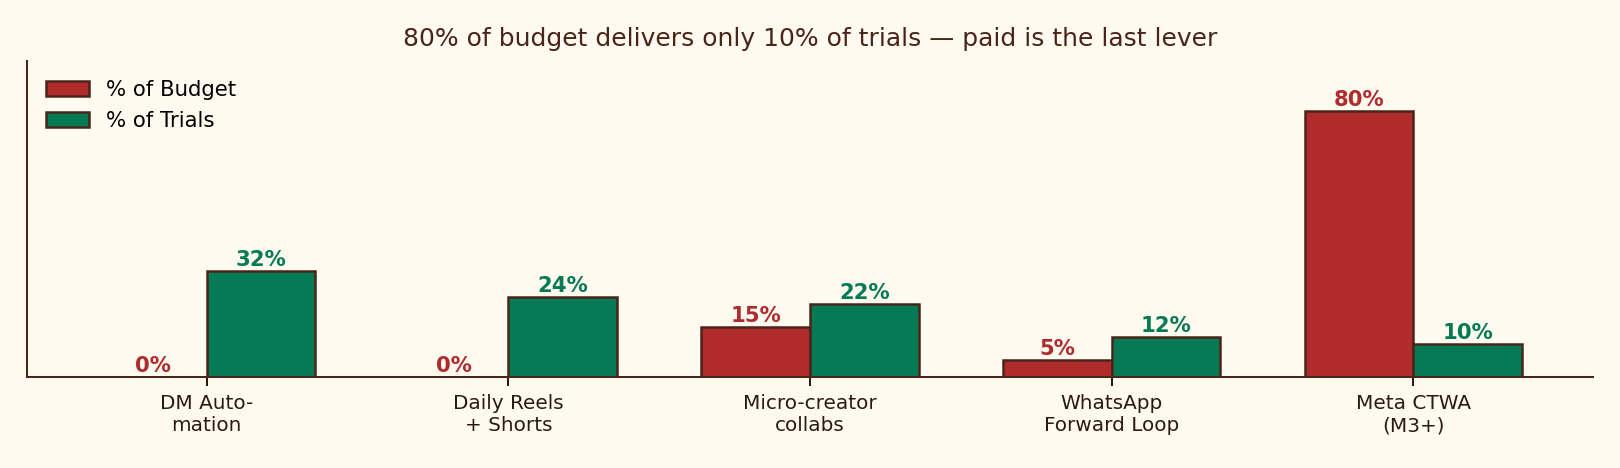 80% of budget delivers only 10% of trials — paid is the last lever
% of Budget
% of Trials
0%
32%
0%
24%
15%
22%
5%
12%
80%
10%
DM Auto-
mation
Daily Reels
+ Shorts
Micro-creator
collabs
WhatsApp
Forward Loop
Meta CTWA
(M3+)